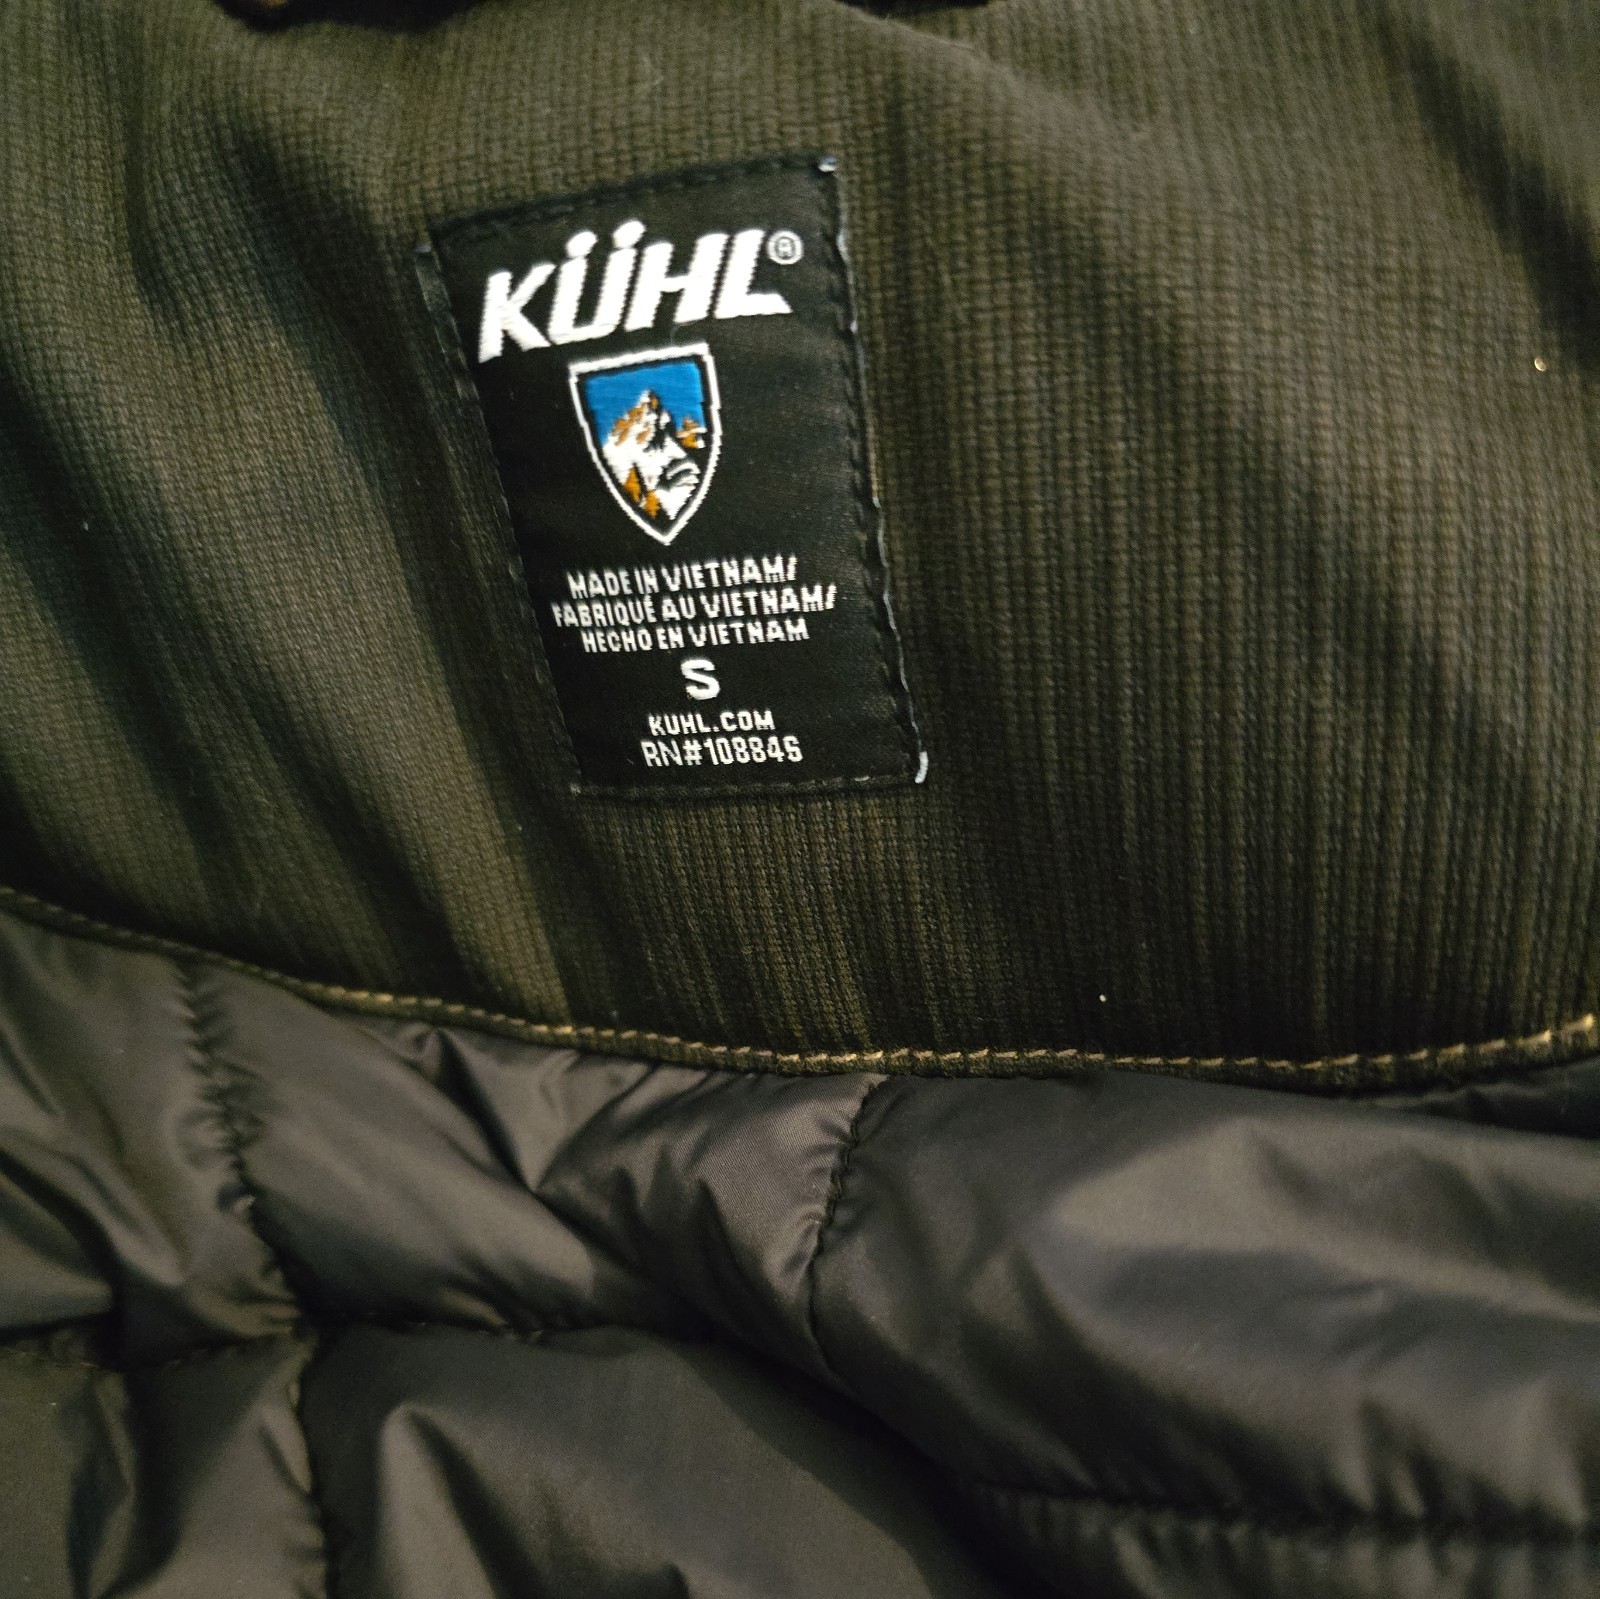 KÜHL®
MADE IN VIETNAM/
FABRIQUÉ AU VIETNAM/
HECHO EN VIETNAM
S
KUHL.COM
RN#108846